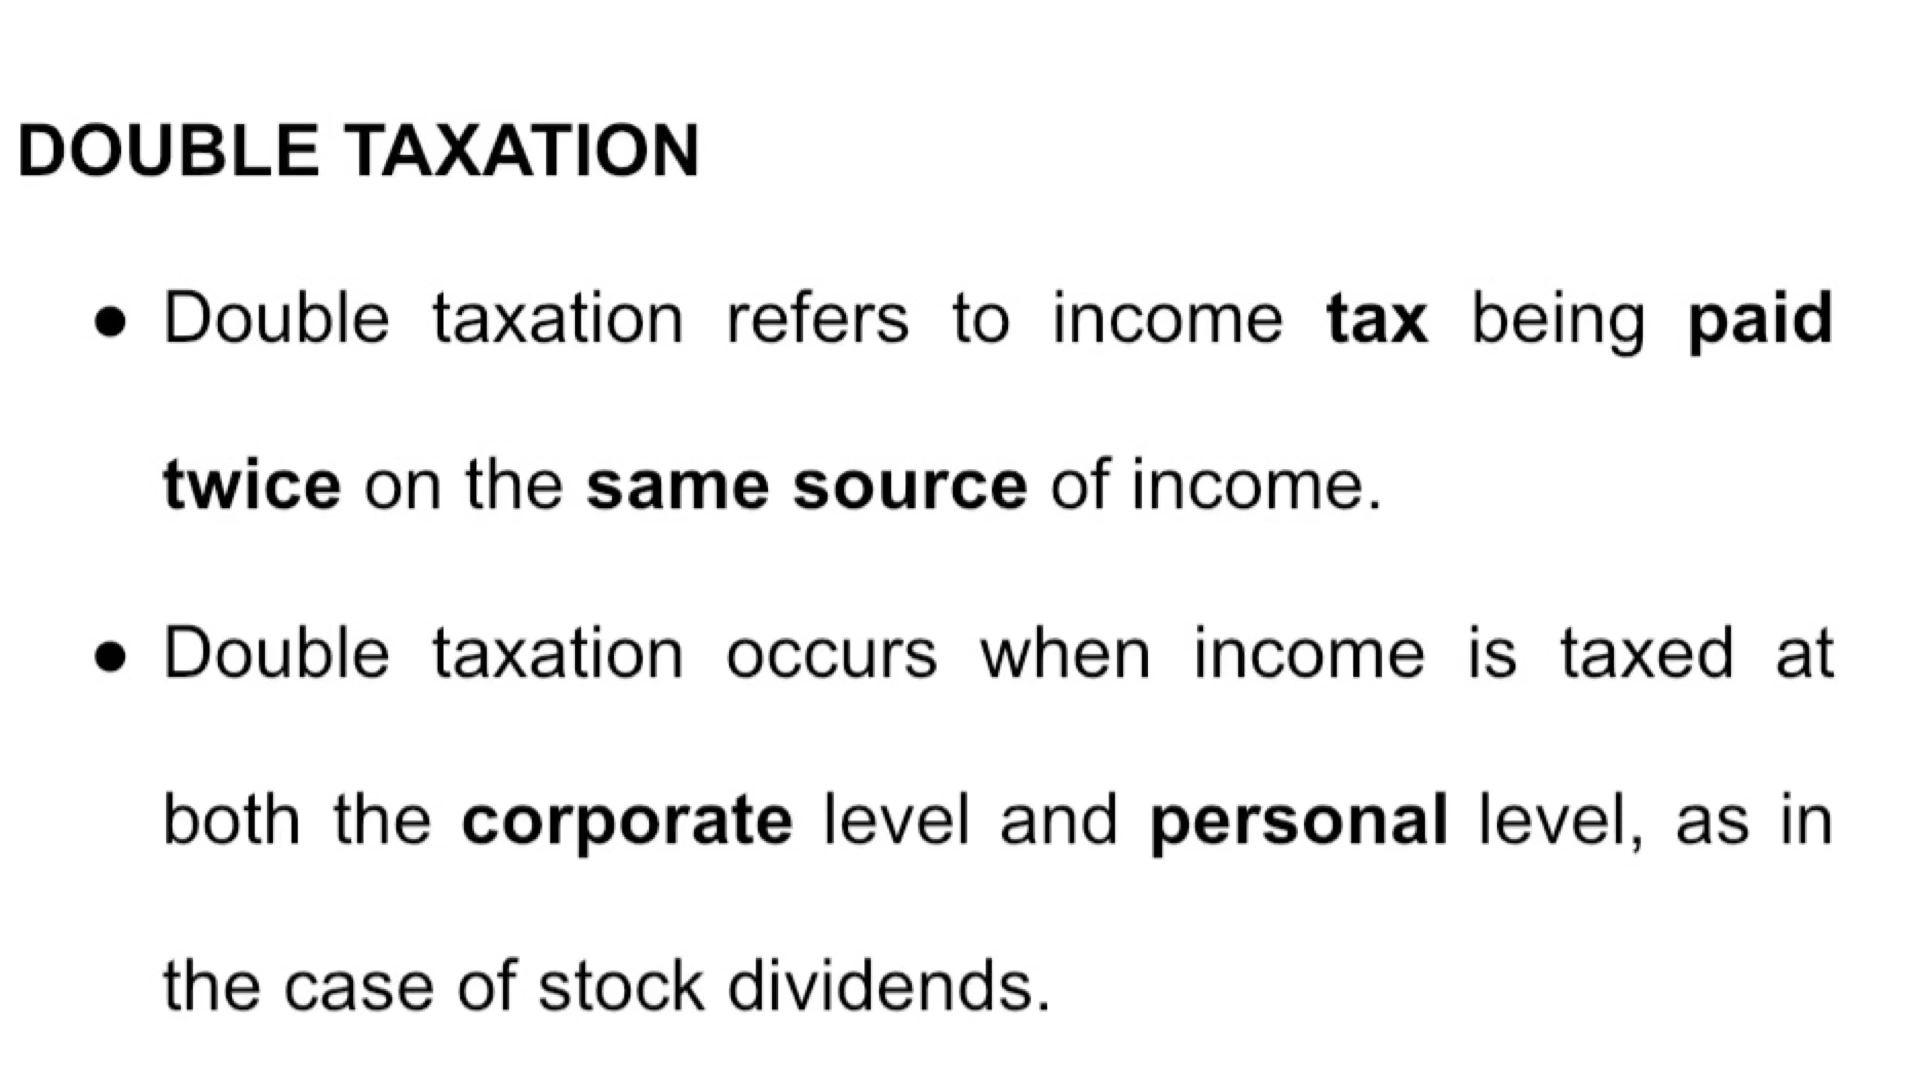 DOUBLE TAXATION
● Double taxation refers to income tax being paid
twice on the same source of income.
● Double taxation occurs when income is taxed at
both the corporate level and personal level, as in
the case of stock dividends.